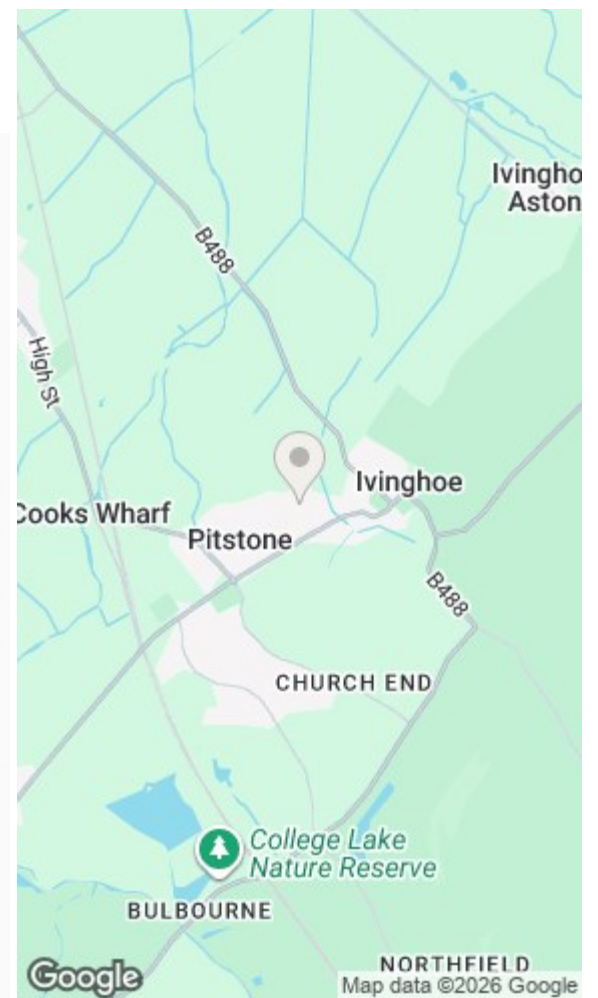 Ivingho
Aston
B488
High St
Ivinghoe
Cooks Wharf
Pitstone
B488
CHURCH END
College Lake
Nature Reserve
BULBOURNE
NORTHFIELD
Google
Map data ©2026 Google